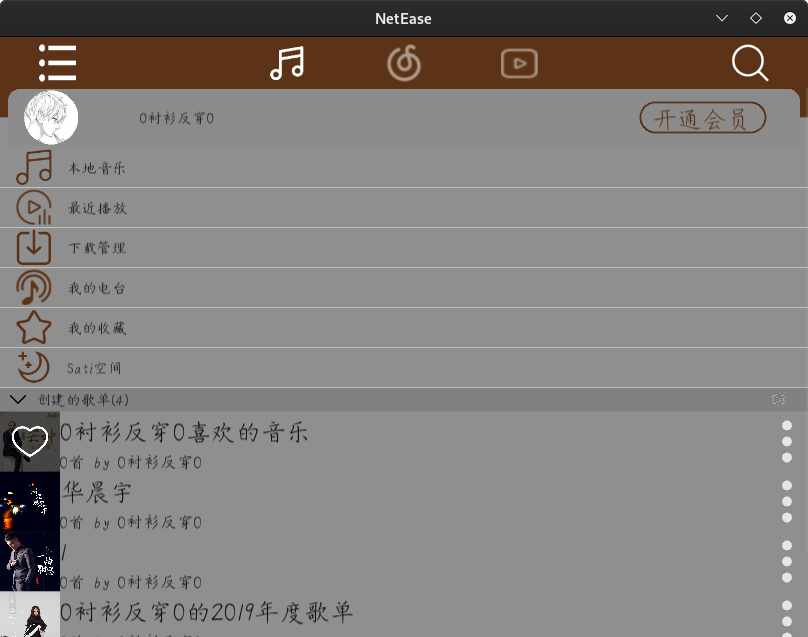 NetEase
0衬衫反穿0
开通会员
本地音乐
最近播放
下载管理
我的电台
我的收藏
Sati空间
创建的歌单(4)
0衬衫反穿0喜欢的音乐
0首 by 0衬衫反穿0
华晨宇
0首 by 0衬衫反穿0
/
0首 by 0衬衫反穿0
0衬衫反穿0的2019年度歌单